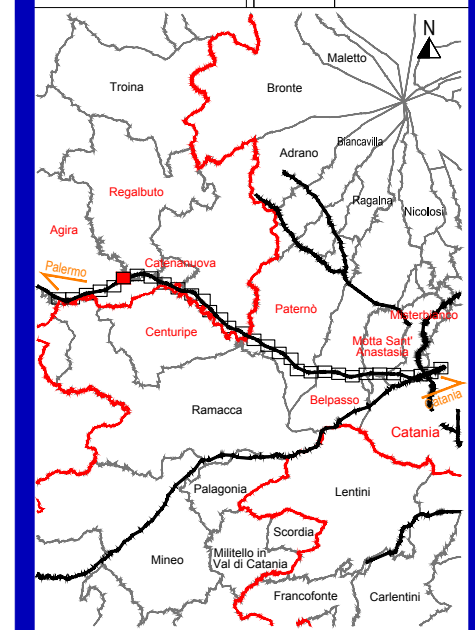 N
Maletto
Troina
Bronte
Biancavilla
Adrano
Regalbuto
Ragalna
Nicolosi
Agira
Catenanuova
Palermo
Paternò
Misterbianco
Centuripe
Motta Sant'
Anastasia
Belpasso
Catania
Ramacca
Catania
Palagonia
Lentini
Scordia
Mineo
Militello in
Val di Catania
Francofonte
Carlentini